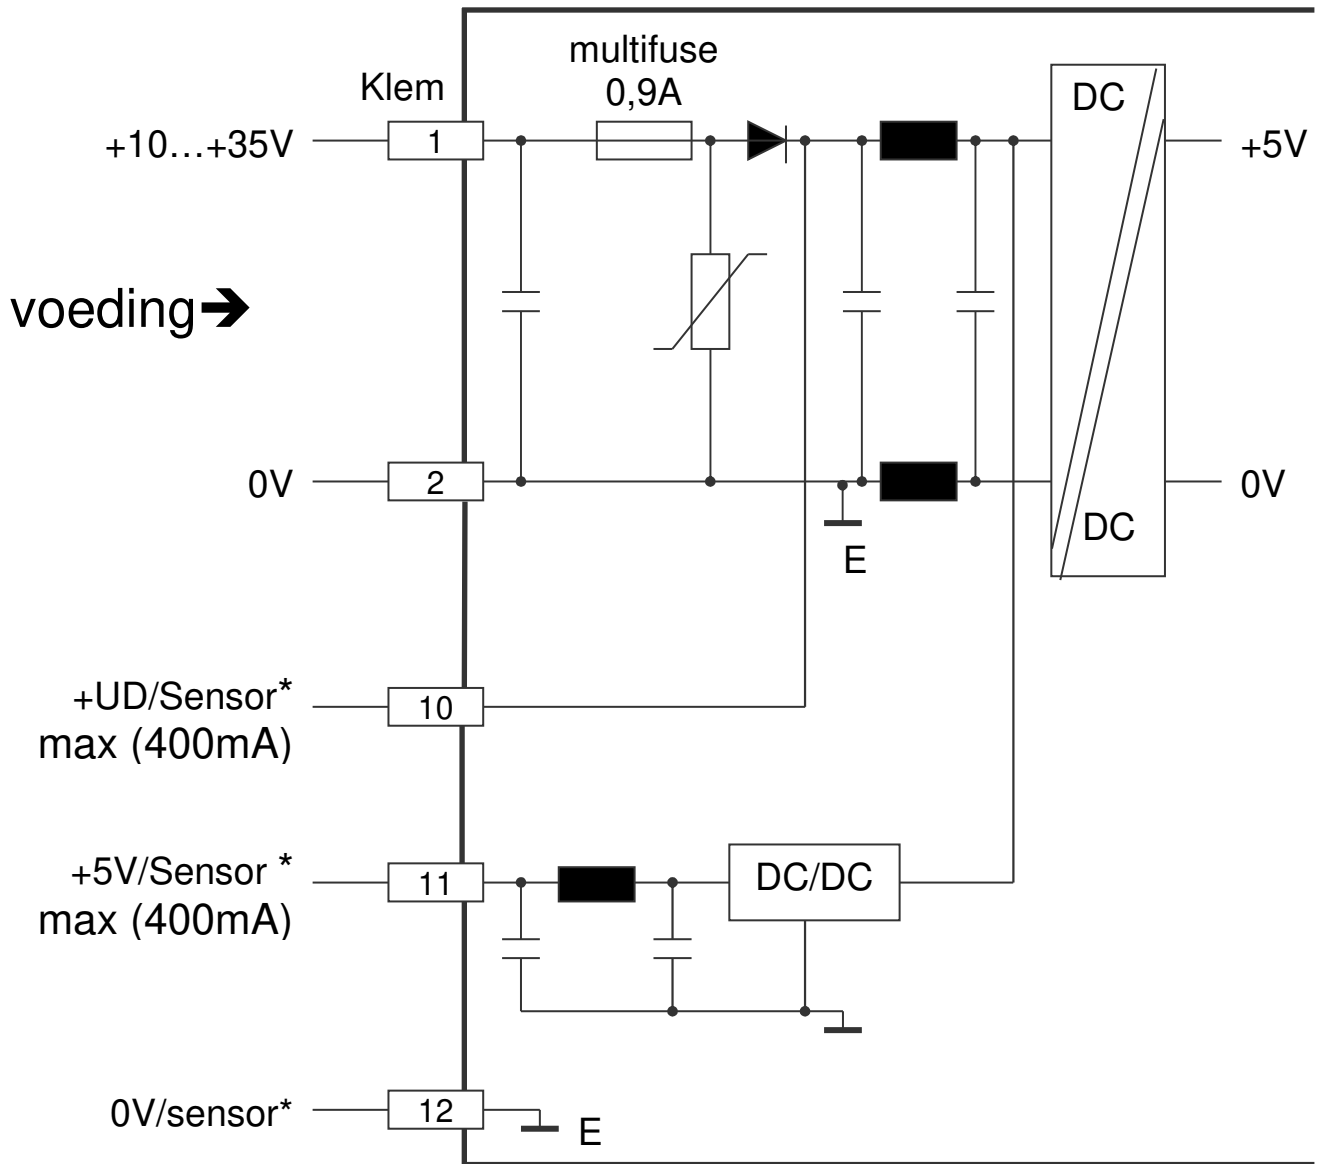 multifuse
0,9A
Klem
+10...+35V
1
DC
+5V
voeding➔
0V
2
0V
DC
E
+UD/Sensor*
10
max (400mA)
+5V/Sensor *
11
DC/DC
max (400mA)
0V/sensor*
12
E